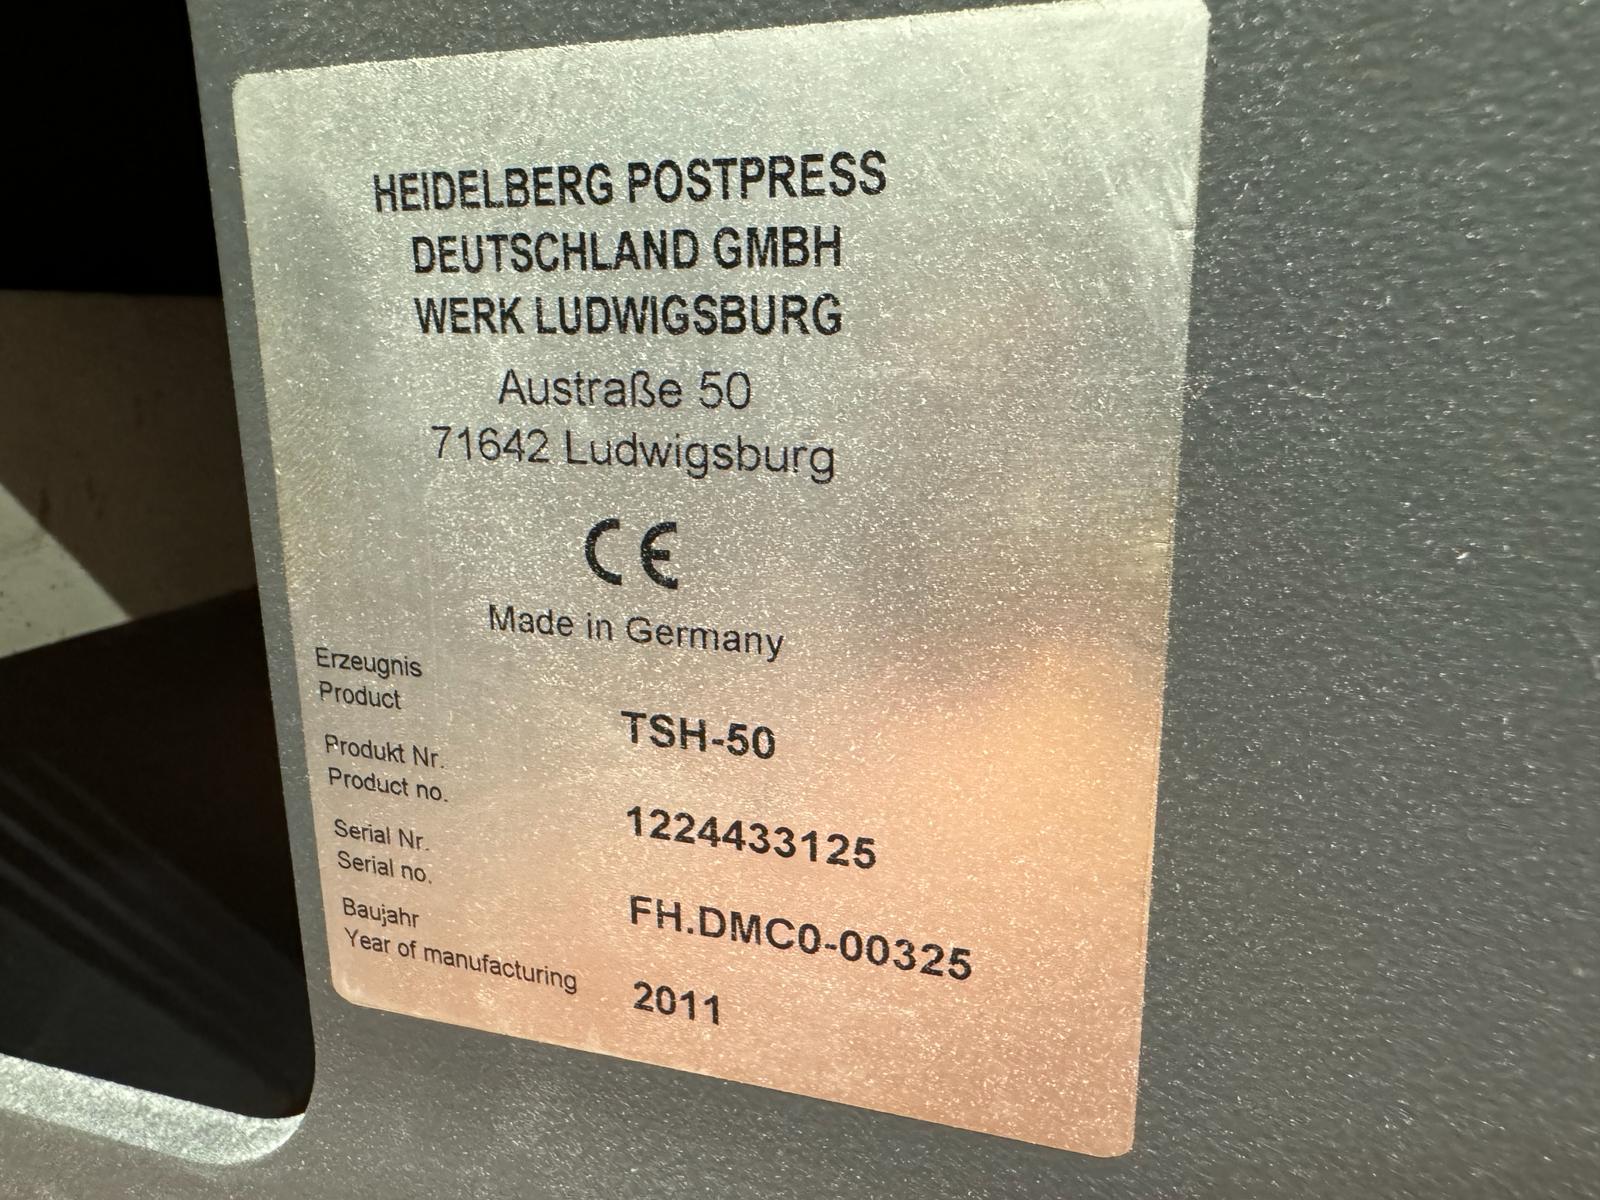 HEIDELBERG POSTPRESS
DEUTSCHLAND GMBH
WERK LUDWIGSBURG
Austraße 50
71642 Ludwigsburg
CE
Made in Germany
Erzeugnis
Product
TSH-50
Produkt Nr.
Product no.
1224433125
Serial Nr.
Serial no.
FH.DMC0-00325
Baujahr
Year of manufacturing
2011